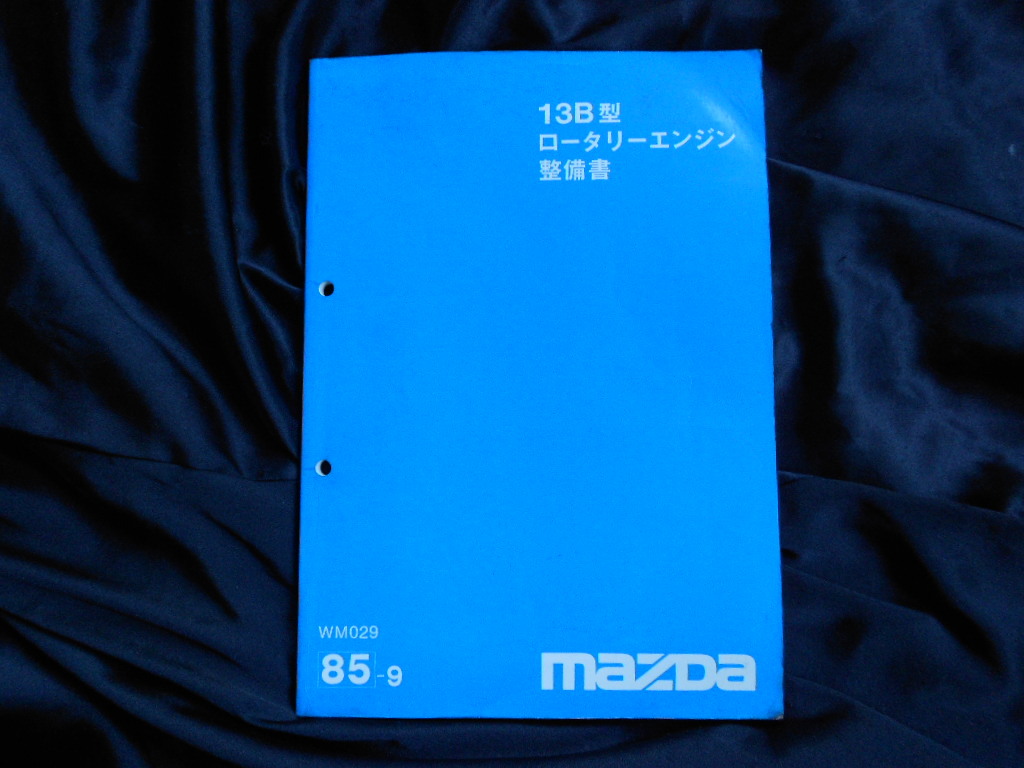 13B型
ロータリーエンジン
整備書
WM029
85-9
mazDa